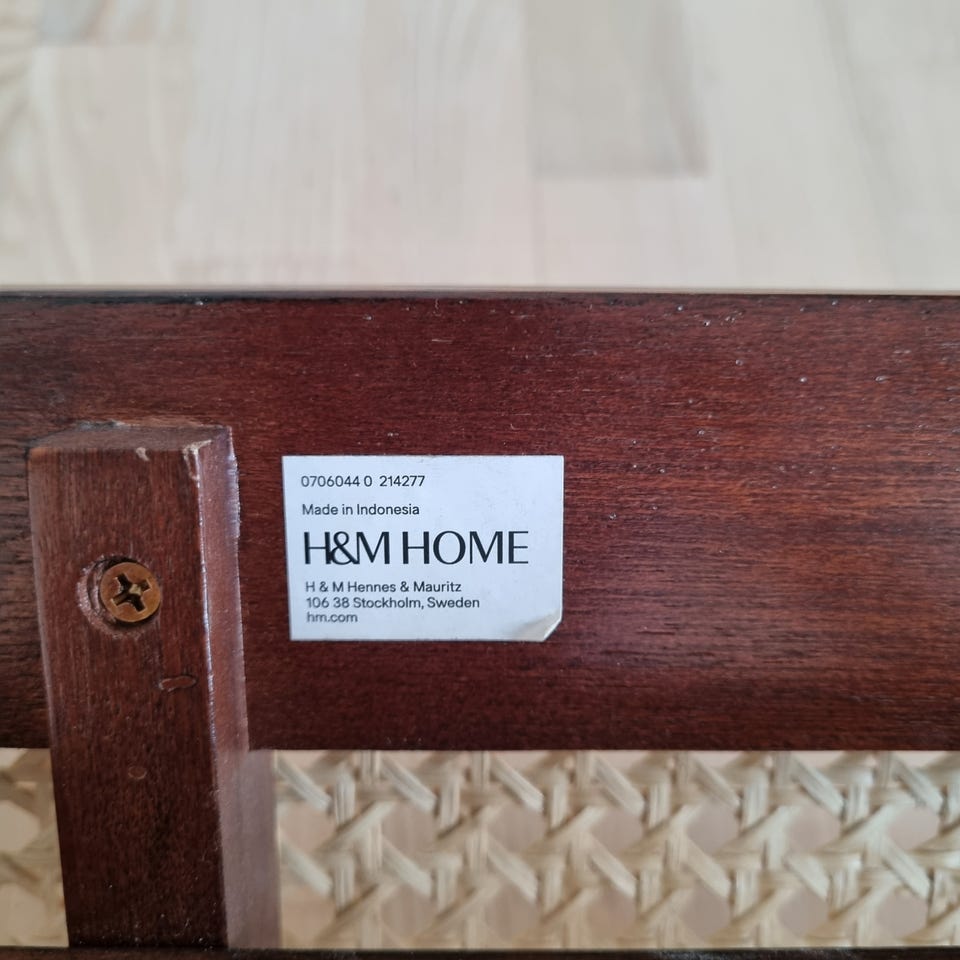 0706044 0 214277
Made in Indonesia
H&M HOME
H & M Hennes & Mauritz
106 38 Stockholm, Sweden
hm.com